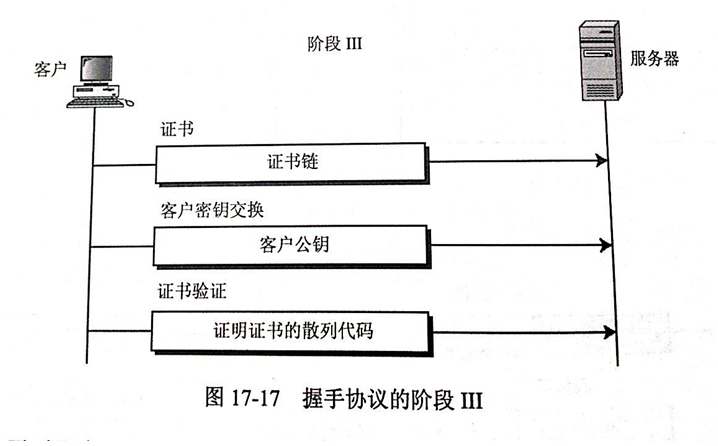 阶段 III
客户
服务器
证书
证书链
客户密钥交换
客户公钥
证书验证
证明证书的散列代码
图 17-17 握手协议的阶段 III